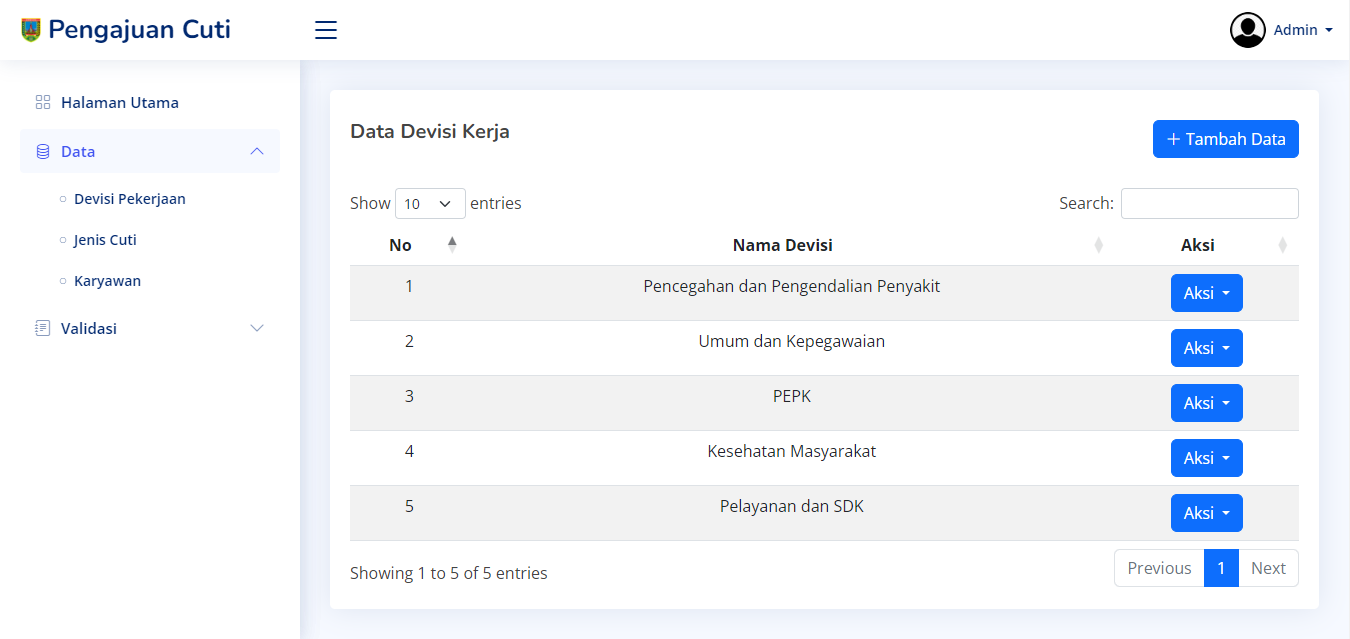 Pengajuan Cuti
Admin
Halaman Utama
Data
Devisi Pekerjaan
Jenis Cuti
Karyawan
Validasi
Data Devisi Kerja
+ Tambah Data
Show 10 entries
Search:
No Nama Devisi Aksi
1 Pencegahan dan Pengendalian Penyakit Aksi
2 Umum dan Kepegawaian Aksi
3 PEPK Aksi
4 Kesehatan Masyarakat Aksi
5 Pelayanan dan SDK Aksi
Showing 1 to 5 of 5 entries
Previous 1 Next